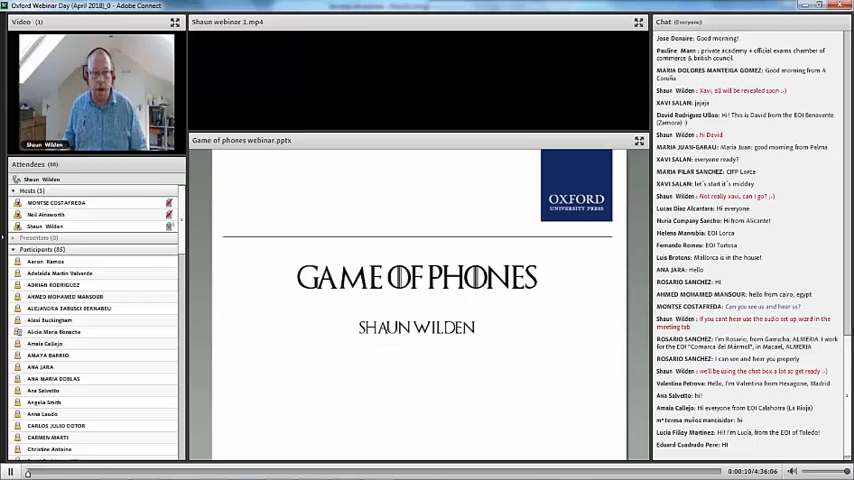 Oxford Webinar Day (April 2018)_0 - Adobe Connect
Video (1)
Shaun Wilden
Attendees (88)
Shaun Wilden
Hosts (3)
MONTSE COSTAFREDA
Neil Ainsworth
Shaun Wilden
Presenters (0)
Participants (85)
Aaron Ramos
Adelaida Martin Valverde
ADRIAN RODRIGUEZ
AHMED MOHAMED MANSOUR
ALEJANDRA BABUSCI BERNABEU
Alexi Buckingham
Alicia Maria Bonache
Amaia Callejo
AMAYA BARRIO
ANA JARA
ANA MARIA DOBLAS
Ana Salvetto
Angela Smith
Anna Laudo
CARLOS JULIO DOTOR
CARMEN MARTI
Christine Antoine
Shaun webinar 1.mp4
Game of phones webinar.pptx
OXFORD
UNIVERSITY PRESS
GAME OF PHONES
SHAUN WILDEN
Chat (Everyone)
Jose Donaire: Good morning!
Pauline Mann : private academy + official exams chamber of
commerce & british council
MARIA DOLORES MANTEIGA GOMEZ: Good morning from A
Coruña
Shaun Wilden: Xavi, all will be revealed soon :-)
XAVI SALAN: jajaja
David Rodriguez Ulloa: Hi! This is David from the EOI Benavente
(Zamora) :)
Shaun Wilden: hi David
MARIA JUAN-GARAU: Maria Juan: good morning from Palma
XAVI SALAN: everyone ready?
MARIA PILAR SANCHEZ: CIFP Lorca
XAVI SALAN: let´s start it´s midday
Shaun Wilden: Not really xavi, can I go? ;-)
Lucas Díaz Alcantara: Hi everyone
Nuria Company Sancho: Hi from Alicante!
Helena Manrubia: EOI Lorca
Fernando Romeu: EOI Tortosa
Luis Brotons: Mallorca is in the house!
ANA JARA: Hello
ROSARIO SANCHEZ: Hi
AHMED MOHAMED MANSOUR: hello from cairo, egypt
MONTSE COSTAFREDA: Can you see us and hear us?
Shaun Wilden: If you cant hear use the audio set up wizard in the
meeting tab
ROSARIO SANCHEZ: I'm Rosario, from Garrucha, ALMERIA. I work
for the EOI "Comarca del Mármol", in Macael, ALMERIA
ROSARIO SANCHEZ: I can see and hear you properly
Shaun Wilden: we'll be using the chat box a lot so get ready :-)
Valentina Petrova: Hello, I'm Valentina from Hexagone, Madrid
Ana Salvetto: hi!
Amaia Callejo: Hi everyone from EOI Calahorra (La Rioja)
mª teresa muñoz mancisidor: hi
Lucia Filloy Martinez: Hi! I'm Lucía, from the EOI of Toledo!
Eduard Cuadrado Pere: HI
0:00:10 / 4:36:06